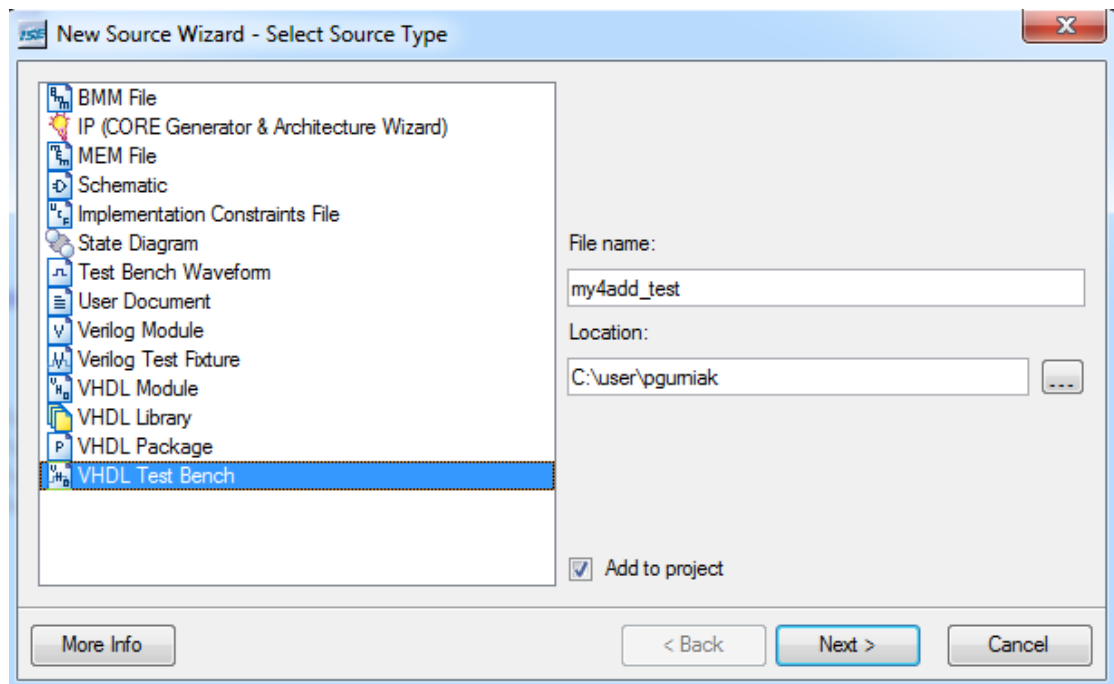 ISE New Source Wizard - Select Source Type
BMM File
IP (CORE Generator & Architecture Wizard)
MEM File
Schematic
Implementation Constraints File
State Diagram
Test Bench Waveform
User Document
Verilog Module
Verilog Test Fixture
VHDL Module
VHDL Library
VHDL Package
VHDL Test Bench
File name:
my4add_test
Location:
C:\user\pgurniak
...
Add to project
More Info
< Back
Next >
Cancel